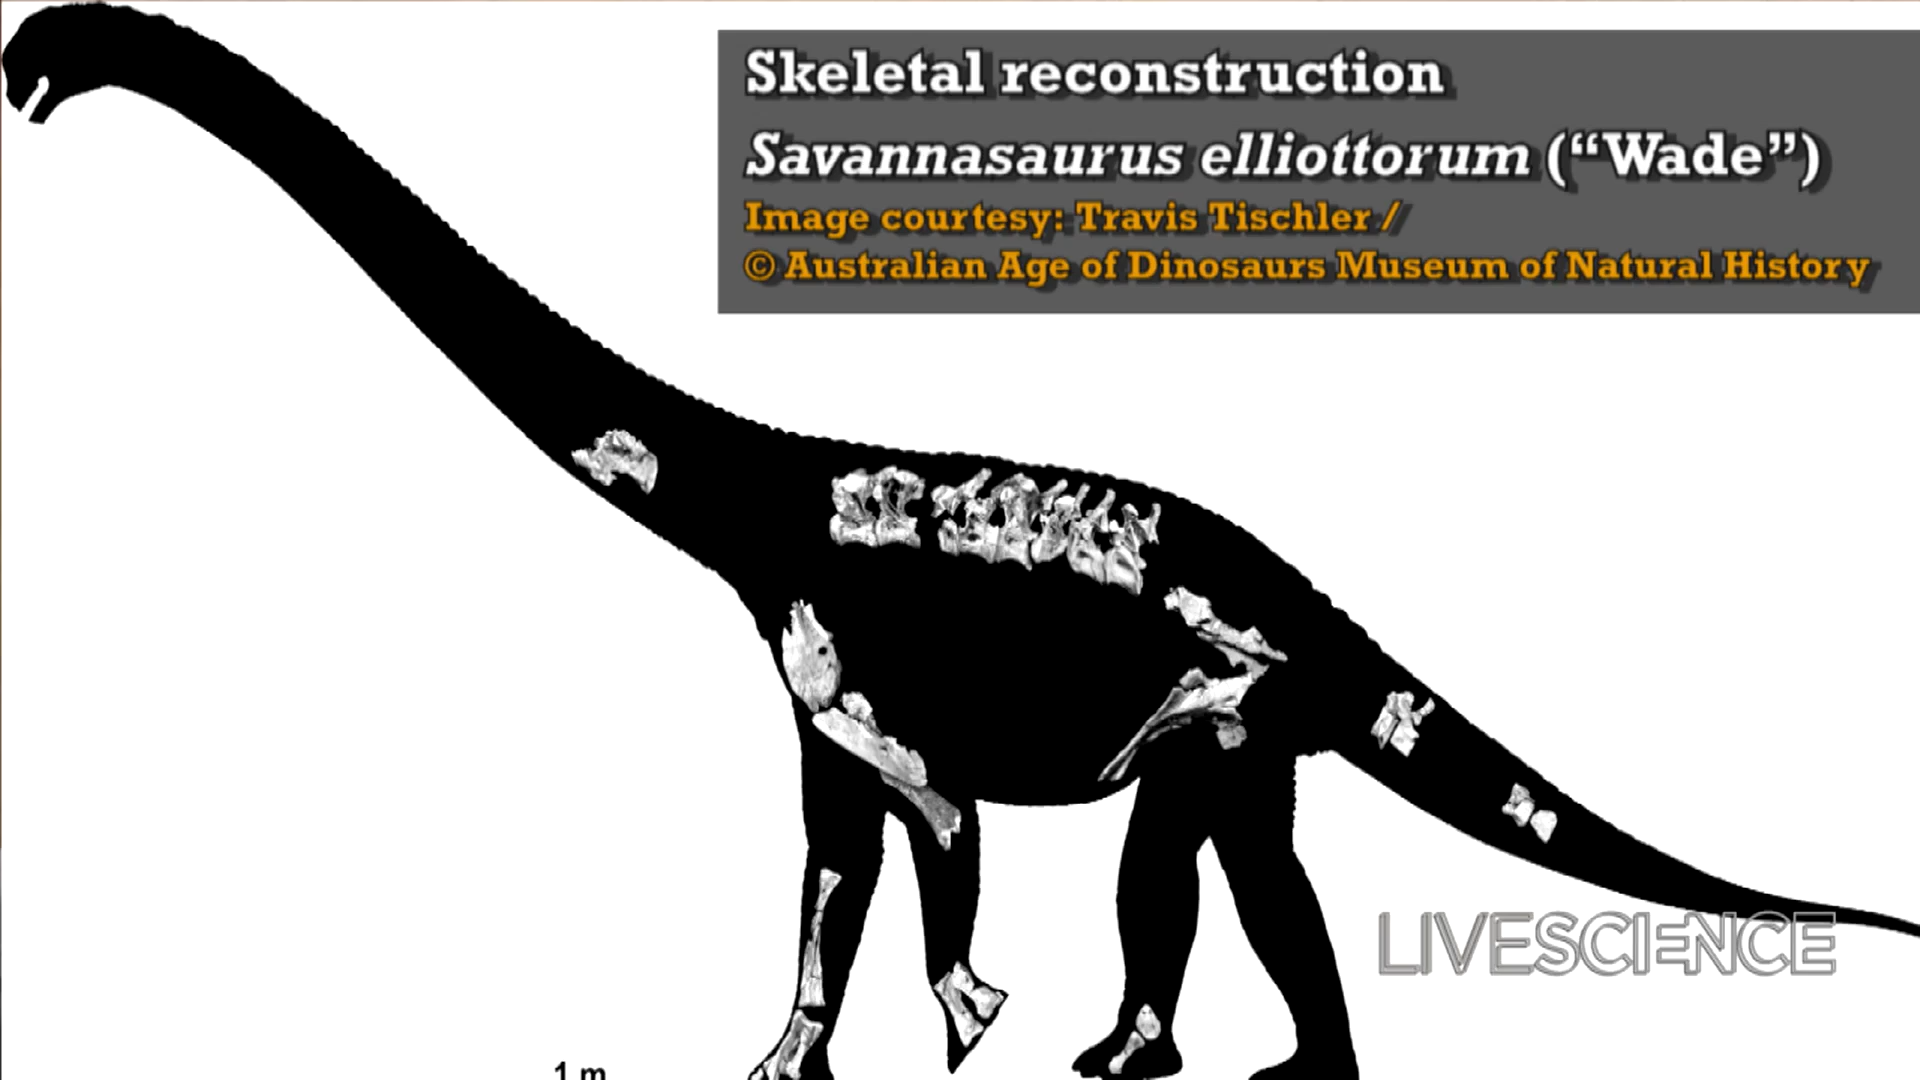 Skeletal reconstruction
Savannasaurus elliottorum (“Wade”)
Image courtesy: Travis Tischler /
© Australian Age of Dinosaurs Museum of Natural History
LIVESCIENCE
1 m